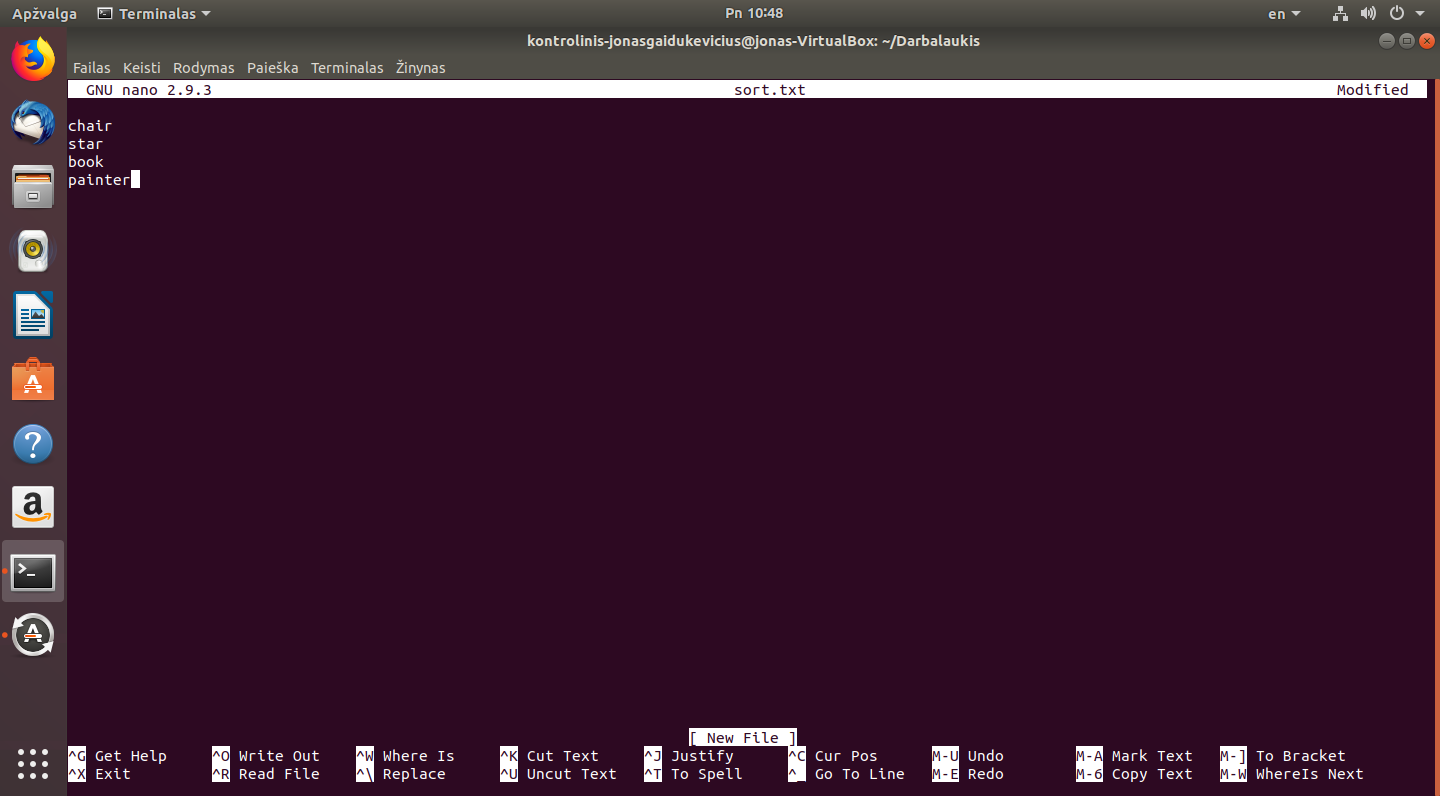 Apžvalga Terminalas Pn 10:48 en
kontrolinis-jonasgaidukevicius@jonas-VirtualBox: ~/Darbalaukis
Failas Keisti Rodymas Paieška Terminalas Žinynas
GNU nano 2.9.3 sort.txt Modified
chair
star
book
painter
[ New File ]
^G Get Help ^O Write Out ^W Where Is ^K Cut Text ^J Justify ^C Cur Pos M-U Undo M-A Mark Text M-] To Bracket
^X Exit ^R Read File ^\ Replace ^U Uncut Text ^T To Spell ^_ Go To Line M-E Redo M-6 Copy Text M-W WhereIs Next